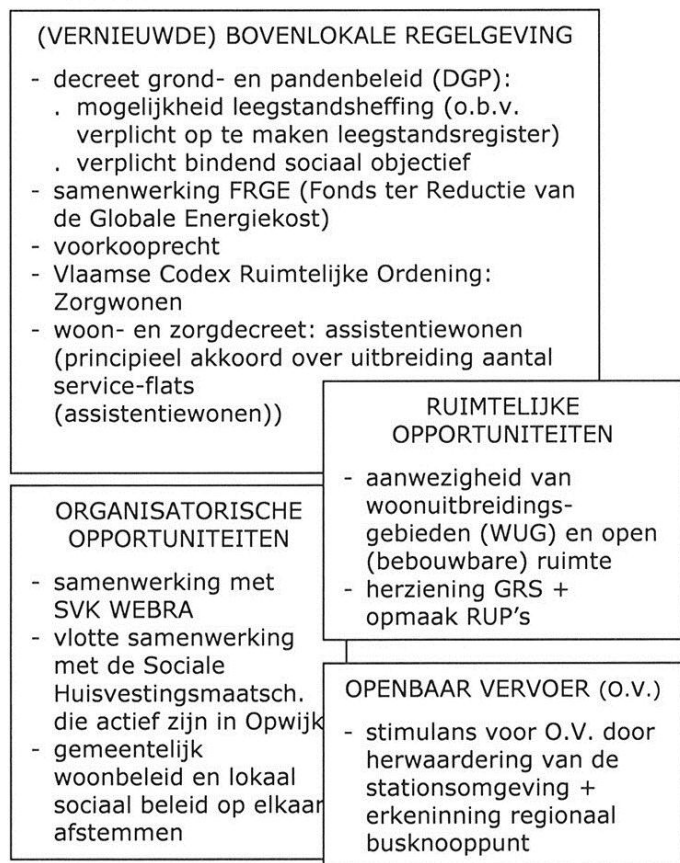 (VERNIEUWDE) BOVENLOKALE REGELGEVING
- decreet grond- en pandenbeleid (DGP):
. mogelijkheid leegstandsheffing (o.b.v.
verplicht op te maken leegstandsregister)
. verplicht bindend sociaal objectief
- samenwerking FRGE (Fonds ter Reductie van
de Globale Energiekost)
- voorkooprecht
- Vlaamse Codex Ruimtelijke Ordening:
Zorgwonen
- woon- en zorgdecreet: assistentiewonen
(principieel akkoord over uitbreiding aantal
service-flats
(assistentiewonen))
RUIMTELIJKE
OPPORTUNITEITEN
- aanwezigheid van
woonuitbreidings-
gebieden (WUG) en open
(bebouwbare) ruimte
- herziening GRS +
opmaak RUP's
ORGANISATORISCHE
OPPORTUNITEITEN
- samenwerking met
SVK WEBRA
- vlotte samenwerking
met de Sociale
Huisvestingsmaatsch.
die actief zijn in Opwijk
- gemeentelijk
woonbeleid en lokaal
sociaal beleid op elkaar
afstemmen
OPENBAAR VERVOER (O.V.)
- stimulans voor O.V. door
herwaardering van de
stationsomgeving +
erkeninning regionaal
busknooppunt